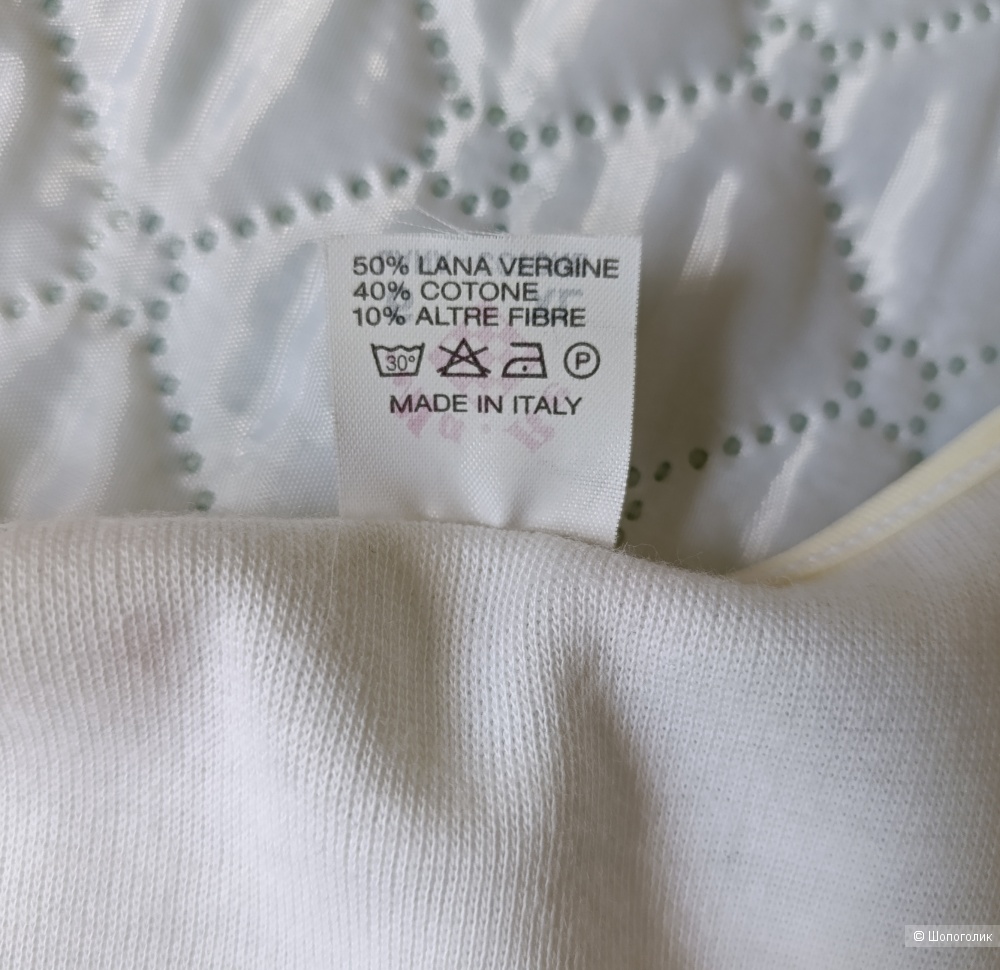 50% LANA VERGINE
40% COTONE
10% ALTRE FIBRE
30° P
MADE IN ITALY
© Шопоголик